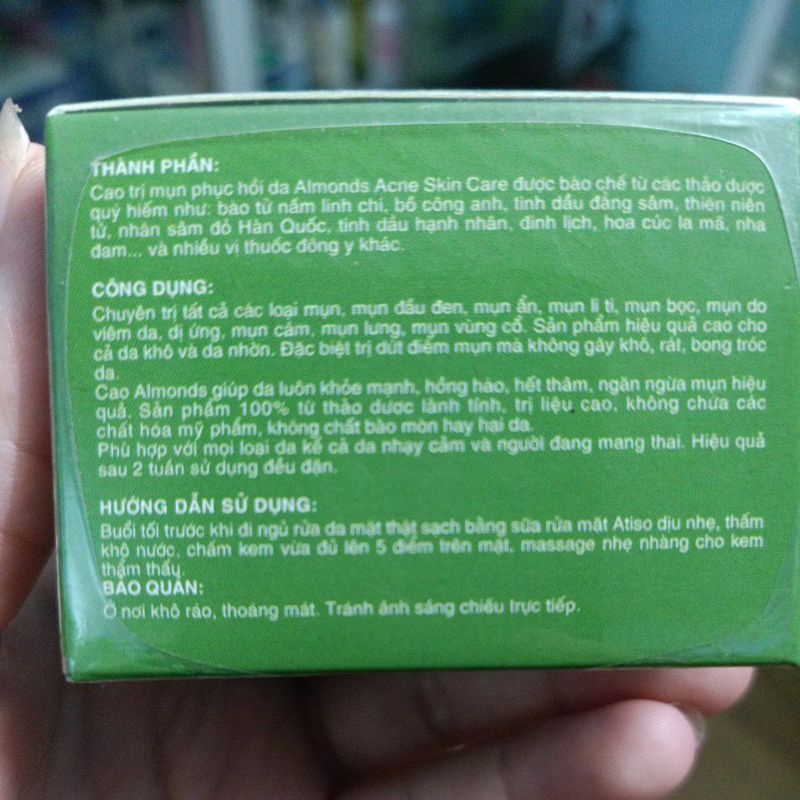 THÀNH PHẦN:
Cao trị mụn phục hồi da Almonds Acne Skin Care được bào chế từ các thảo dược
quý hiếm như: bào tử nấm linh chi, bồ công anh, tinh dầu đẳng sâm, thiên niên
tử, nhân sâm đỏ Hàn Quốc, tinh dầu hạnh nhân, đinh lịch, hoa cúc la mã, nha
đam... và nhiều vị thuốc đông y khác.
CÔNG DỤNG:
Chuyên trị tất cả các loại mụn, mụn đầu đen, mụn ẩn, mụn li ti, mụn bọc, mụn do
viêm da, dị ứng, mụn cám, mụn lưng, mụn vùng cổ. Sản phẩm hiệu quả cao cho
cả da khô và da nhờn. Đặc biệt trị dứt điểm mụn mà không gây khô, rát, bong tróc
da.
Cao Almonds giúp da luôn khỏe mạnh, hồng hào, hết thâm, ngăn ngừa mụn hiệu
quả. Sản phẩm 100% từ thảo dược lành tính, trị liệu cao, không chứa các
chất hóa mỹ phẩm, không chất bảo mòn hay hại da.
Phù hợp với mọi loại da kể cả da nhạy cảm và người đang mang thai. Hiệu quả
sau 2 tuần sử dụng đều đặn.
HƯỚNG DẪN SỬ DỤNG:
Buổi tối trước khi đi ngủ rửa da mặt thật sạch bằng sữa rửa mặt Atiso dịu nhẹ, thấm
khô nước, chấm kem vừa đủ lên 5 điểm trên mặt, massage nhẹ nhàng cho kem
thẩm thấu.
BẢO QUẢN:
Ở nơi khô ráo, thoáng mát. Tránh ánh sáng chiếu trực tiếp.